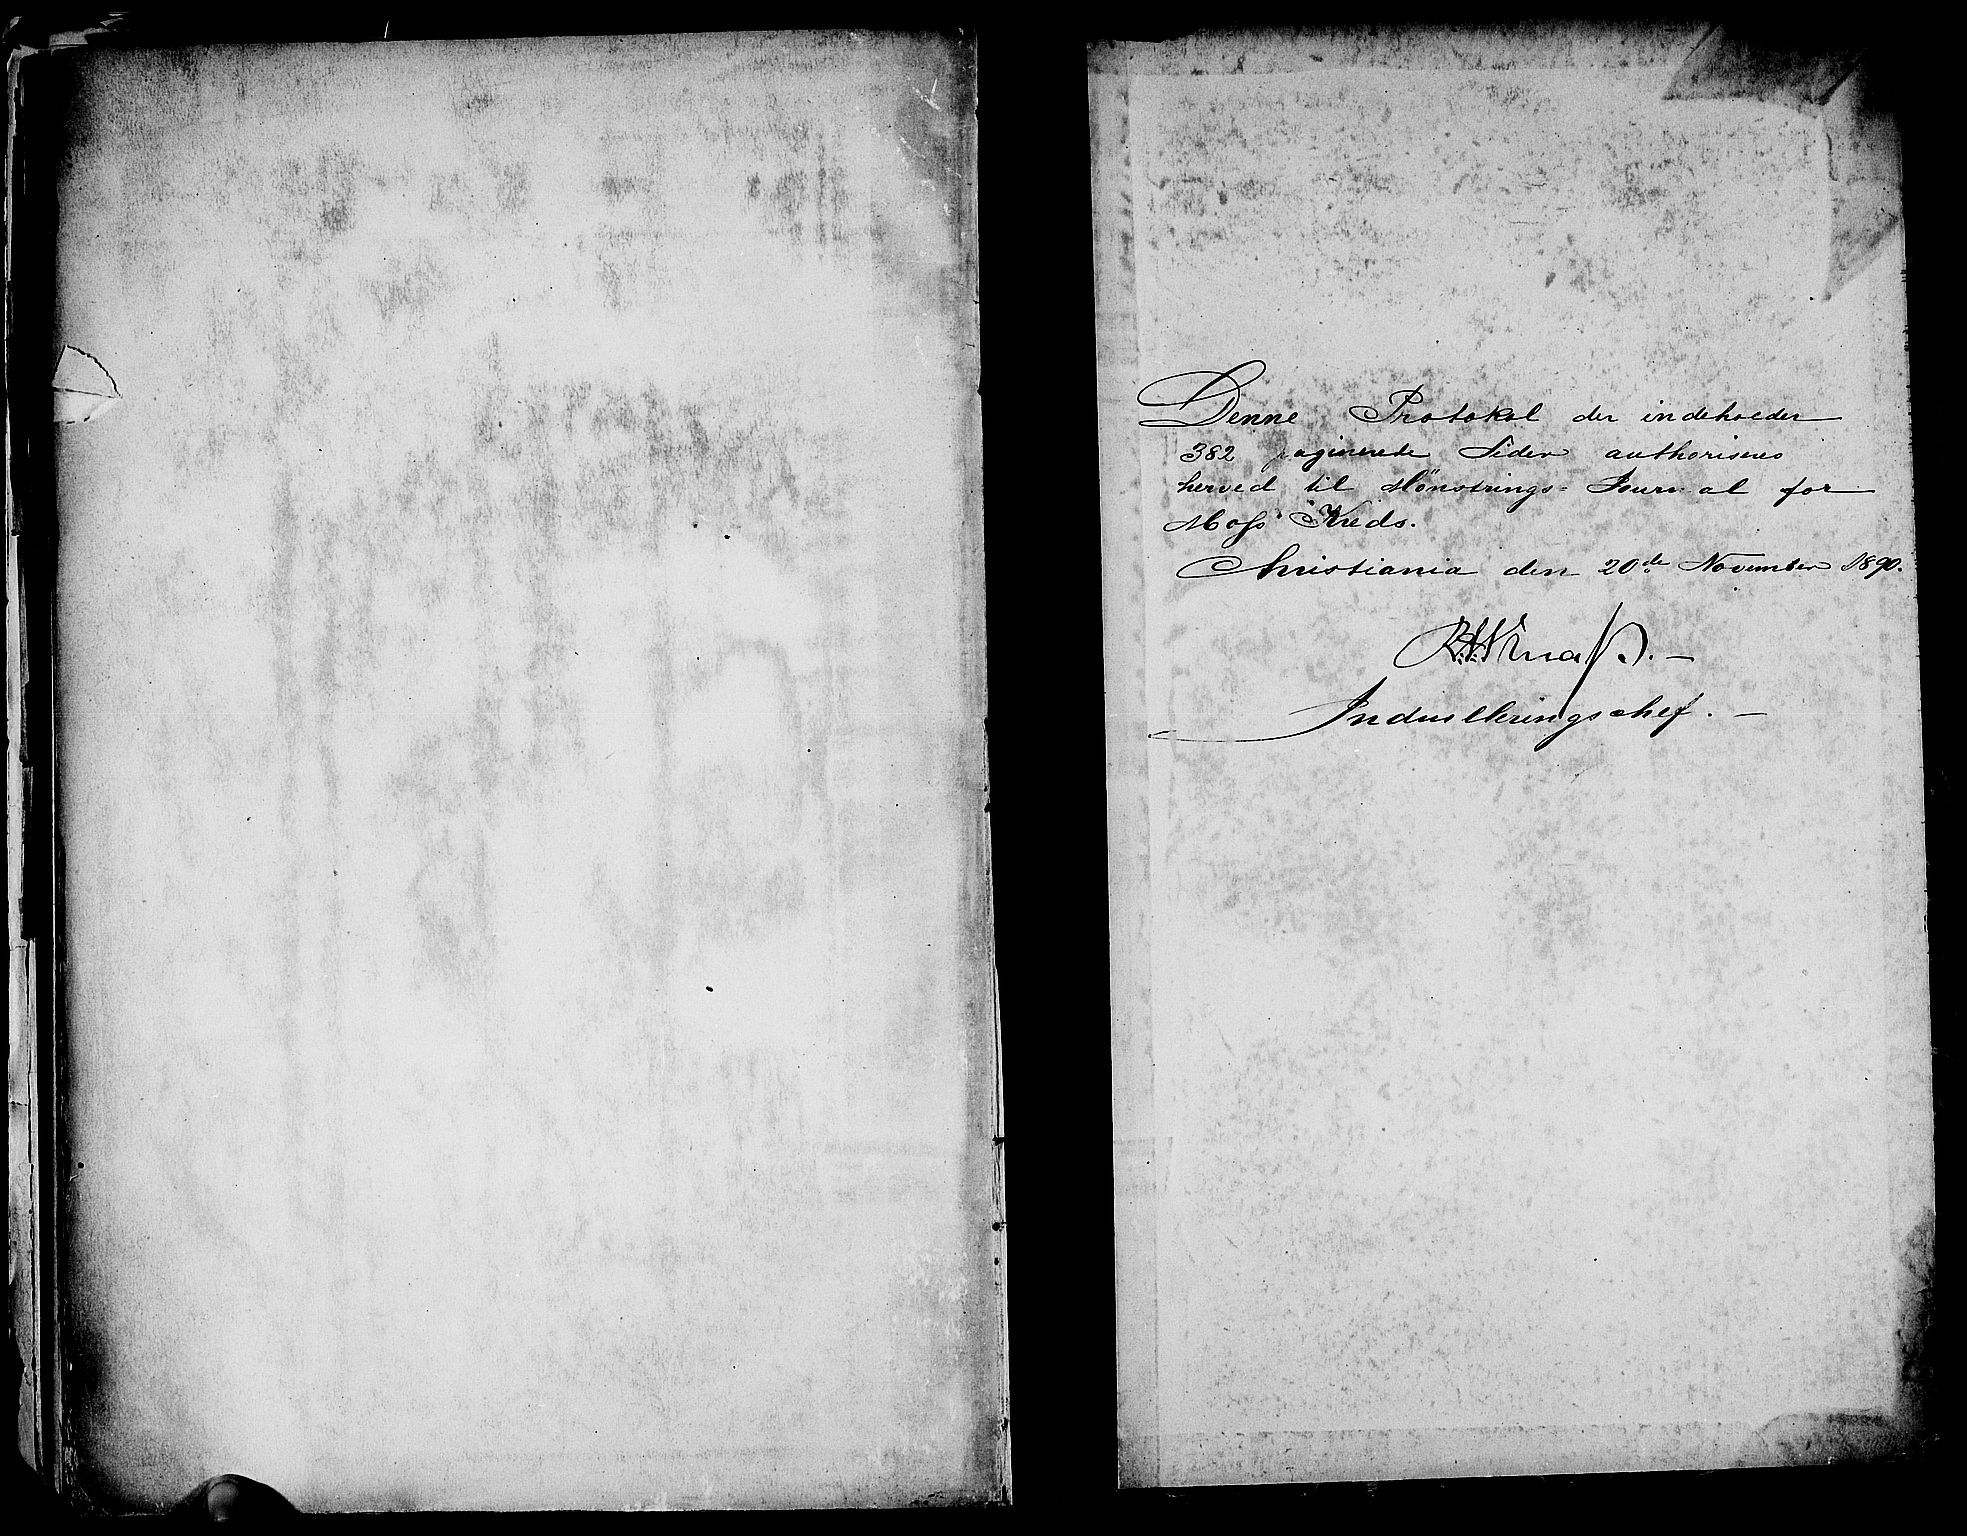 Denne Protokol der indeholder
382 paginerede Sider authoriseres
herved til Mönstrings-Journal for
Moss Kreds.
Christiania den 20de November 1890.
Indrulleringschef.